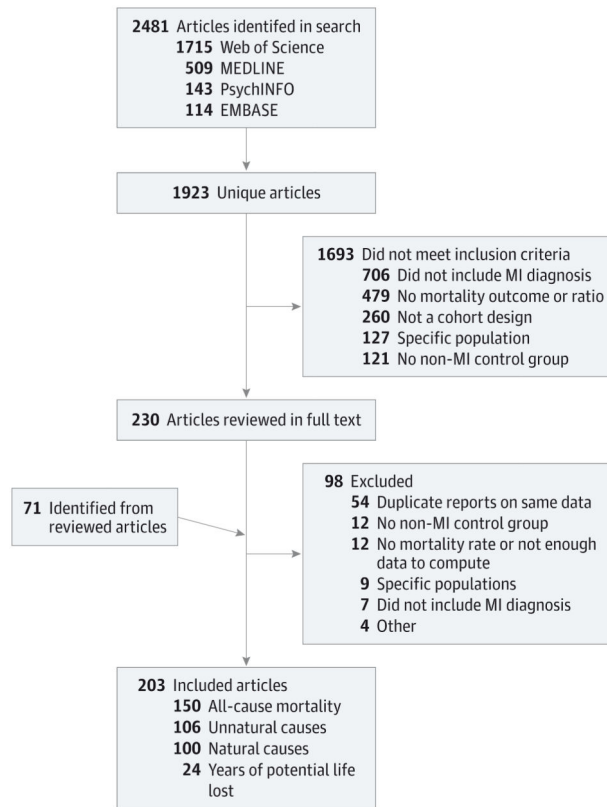 2481 Articles identifed in search
1715 Web of Science
509 MEDLINE
143 PsychINFO
114 EMBASE
1923 Unique articles
1693 Did not meet inclusion criteria
706 Did not include MI diagnosis
479 No mortality outcome or ratio
260 Not a cohort design
127 Specific population
121 No non-MI control group
230 Articles reviewed in full text
71 Identified from
reviewed articles
98 Excluded
54 Duplicate reports on same data
12 No non-MI control group
12 No mortality rate or not enough
data to compute
9 Specific populations
7 Did not include MI diagnosis
4 Other
203 Included articles
150 All-cause mortality
106 Unnatural causes
100 Natural causes
24 Years of potential life
lost